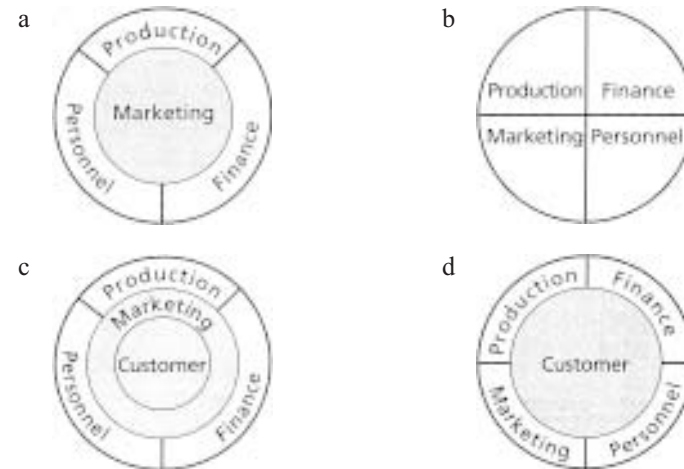 a
Production
Marketing
Personnel
Finance
b
Production Finance
Marketing Personnel
c
Production
Marketing
Customer
Personnel
Finance
d
Production
Finance
Customer
Marketing
Personnel